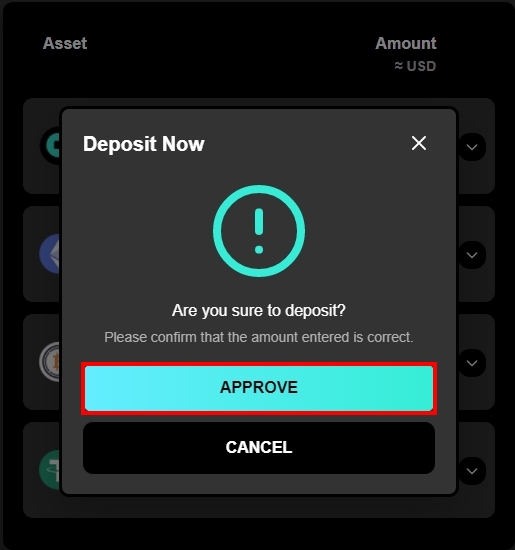 Asset
Amount
≈ USD
Deposit Now
Are you sure to deposit?
Please confirm that the amount entered is correct.
APPROVE
CANCEL